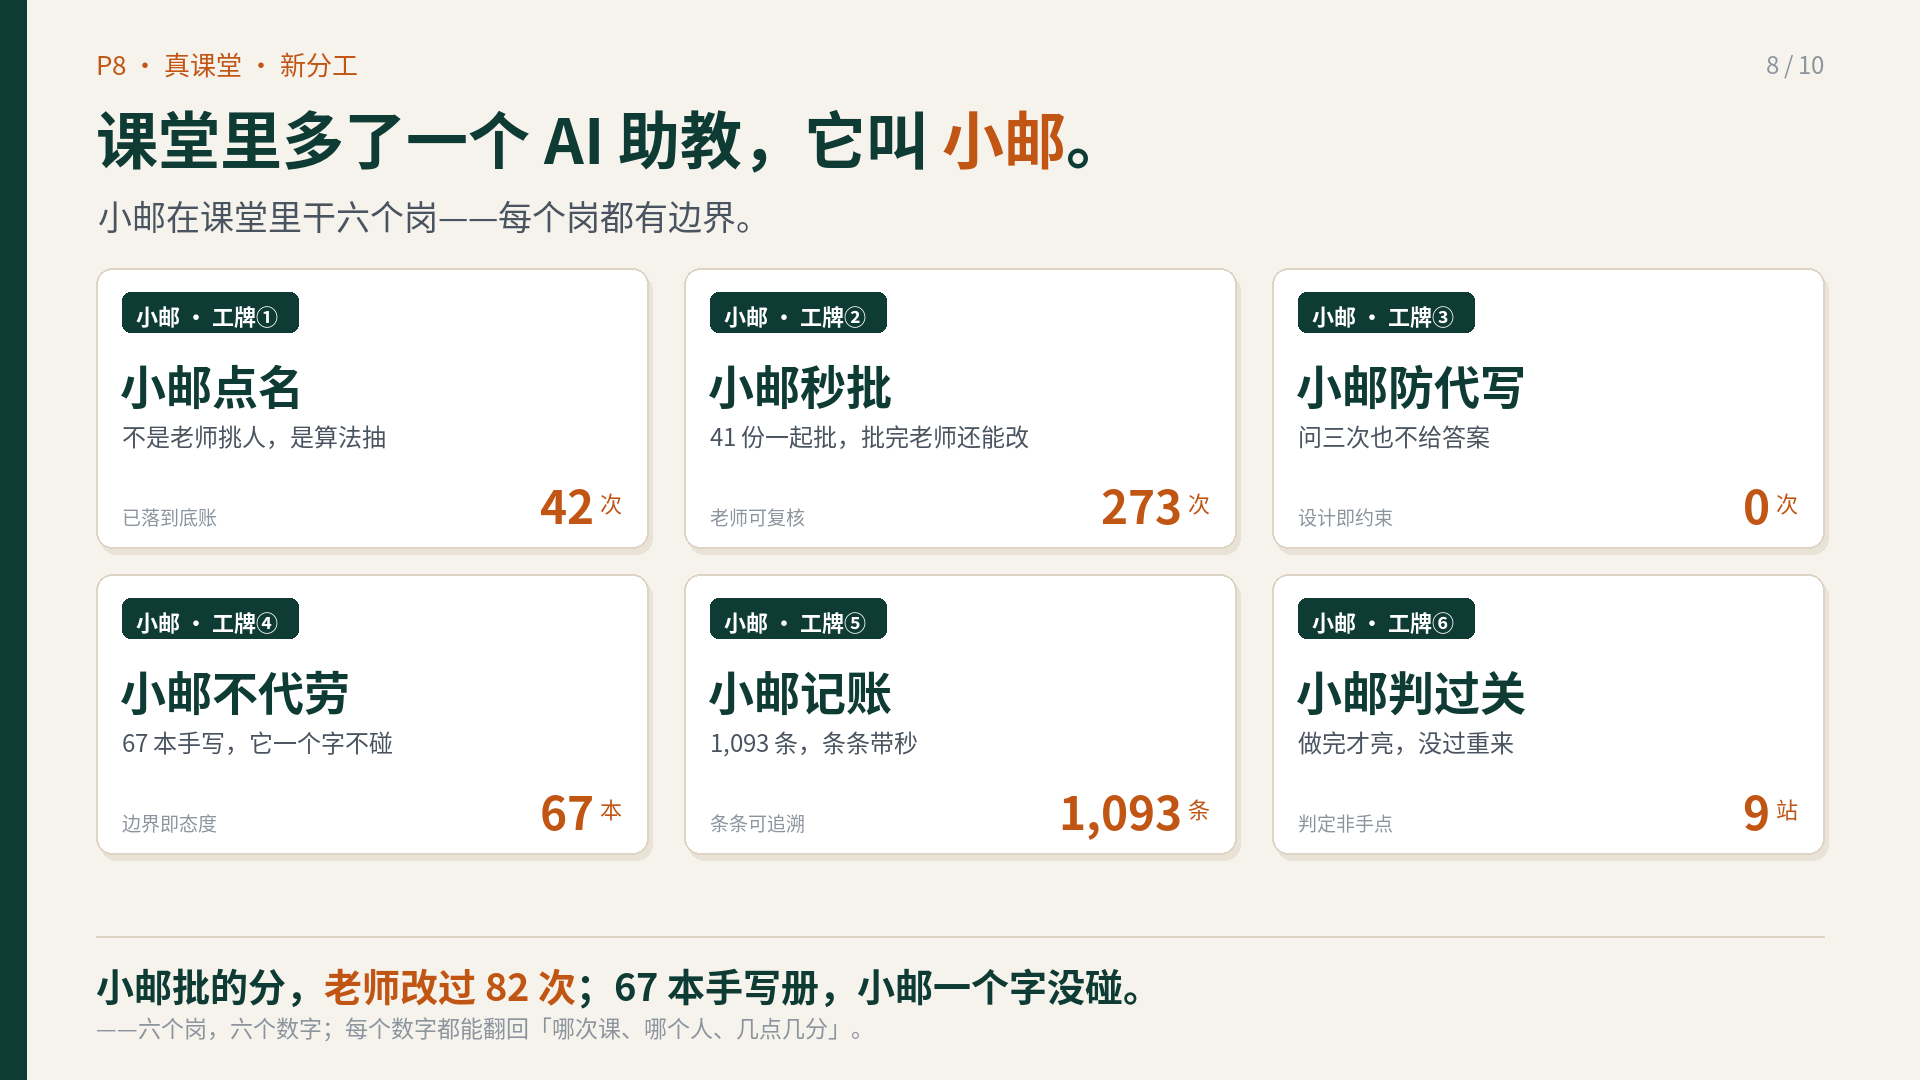 P8 · 真课堂 · 新分工
8 / 10
课堂里多了一个 AI 助教，它叫 小邮。
小邮在课堂里干六个岗——每个岗都有边界。
小邮 · 工牌①
小邮点名
不是老师挑人，是算法抽
已落到底账
42 次
小邮 · 工牌②
小邮秒批
41 份一起批，批完老师还能改
老师可复核
273 次
小邮 · 工牌③
小邮防代写
问三次也不给答案
设计即约束
0 次
小邮 · 工牌④
小邮不代劳
67 本手写，它一个字不碰
边界即态度
67 本
小邮 · 工牌⑤
小邮记账
1,093 条，条条带秒
条条可追溯
1,093 条
小邮 · 工牌⑥
小邮判过关
做完才亮，没过重来
判定非手点
9 站
小邮批的分，老师改过 82 次；67 本手写册，小邮一个字没碰。
——六个岗，六个数字；每个数字都能翻回「哪次课、哪个人、几点几分」。